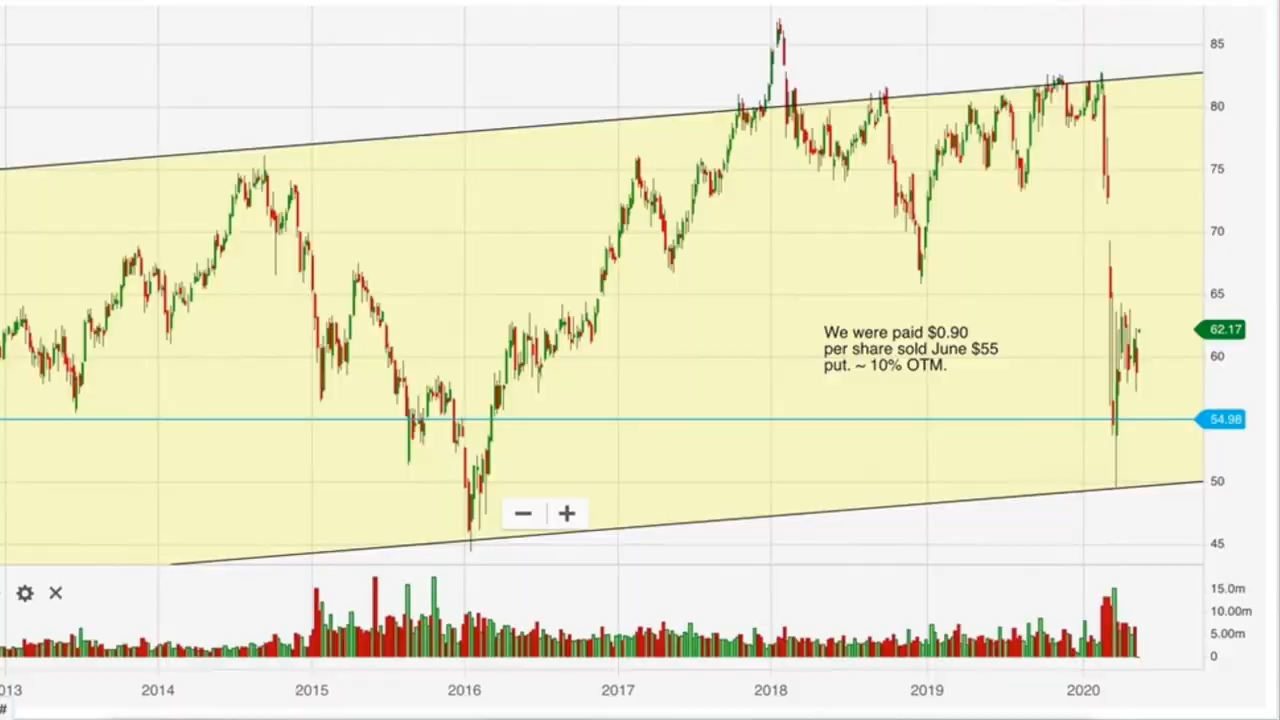 85
80
75
70
65
62.17
We were paid $0.90
per share sold June $55
put. ~ 10% OTM.
60
54.98
50
45
15.0m
10.00m
5.00m
0
013 2014 2015 2016 2017 2018 2019 2020
#